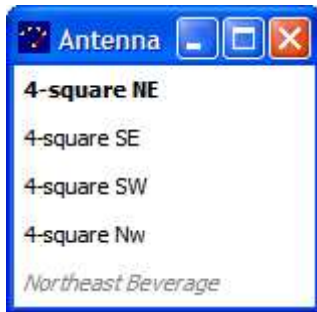 Antenna
4-square NE
4-square SE
4-square SW
4-square Nw
Northeast Beverage